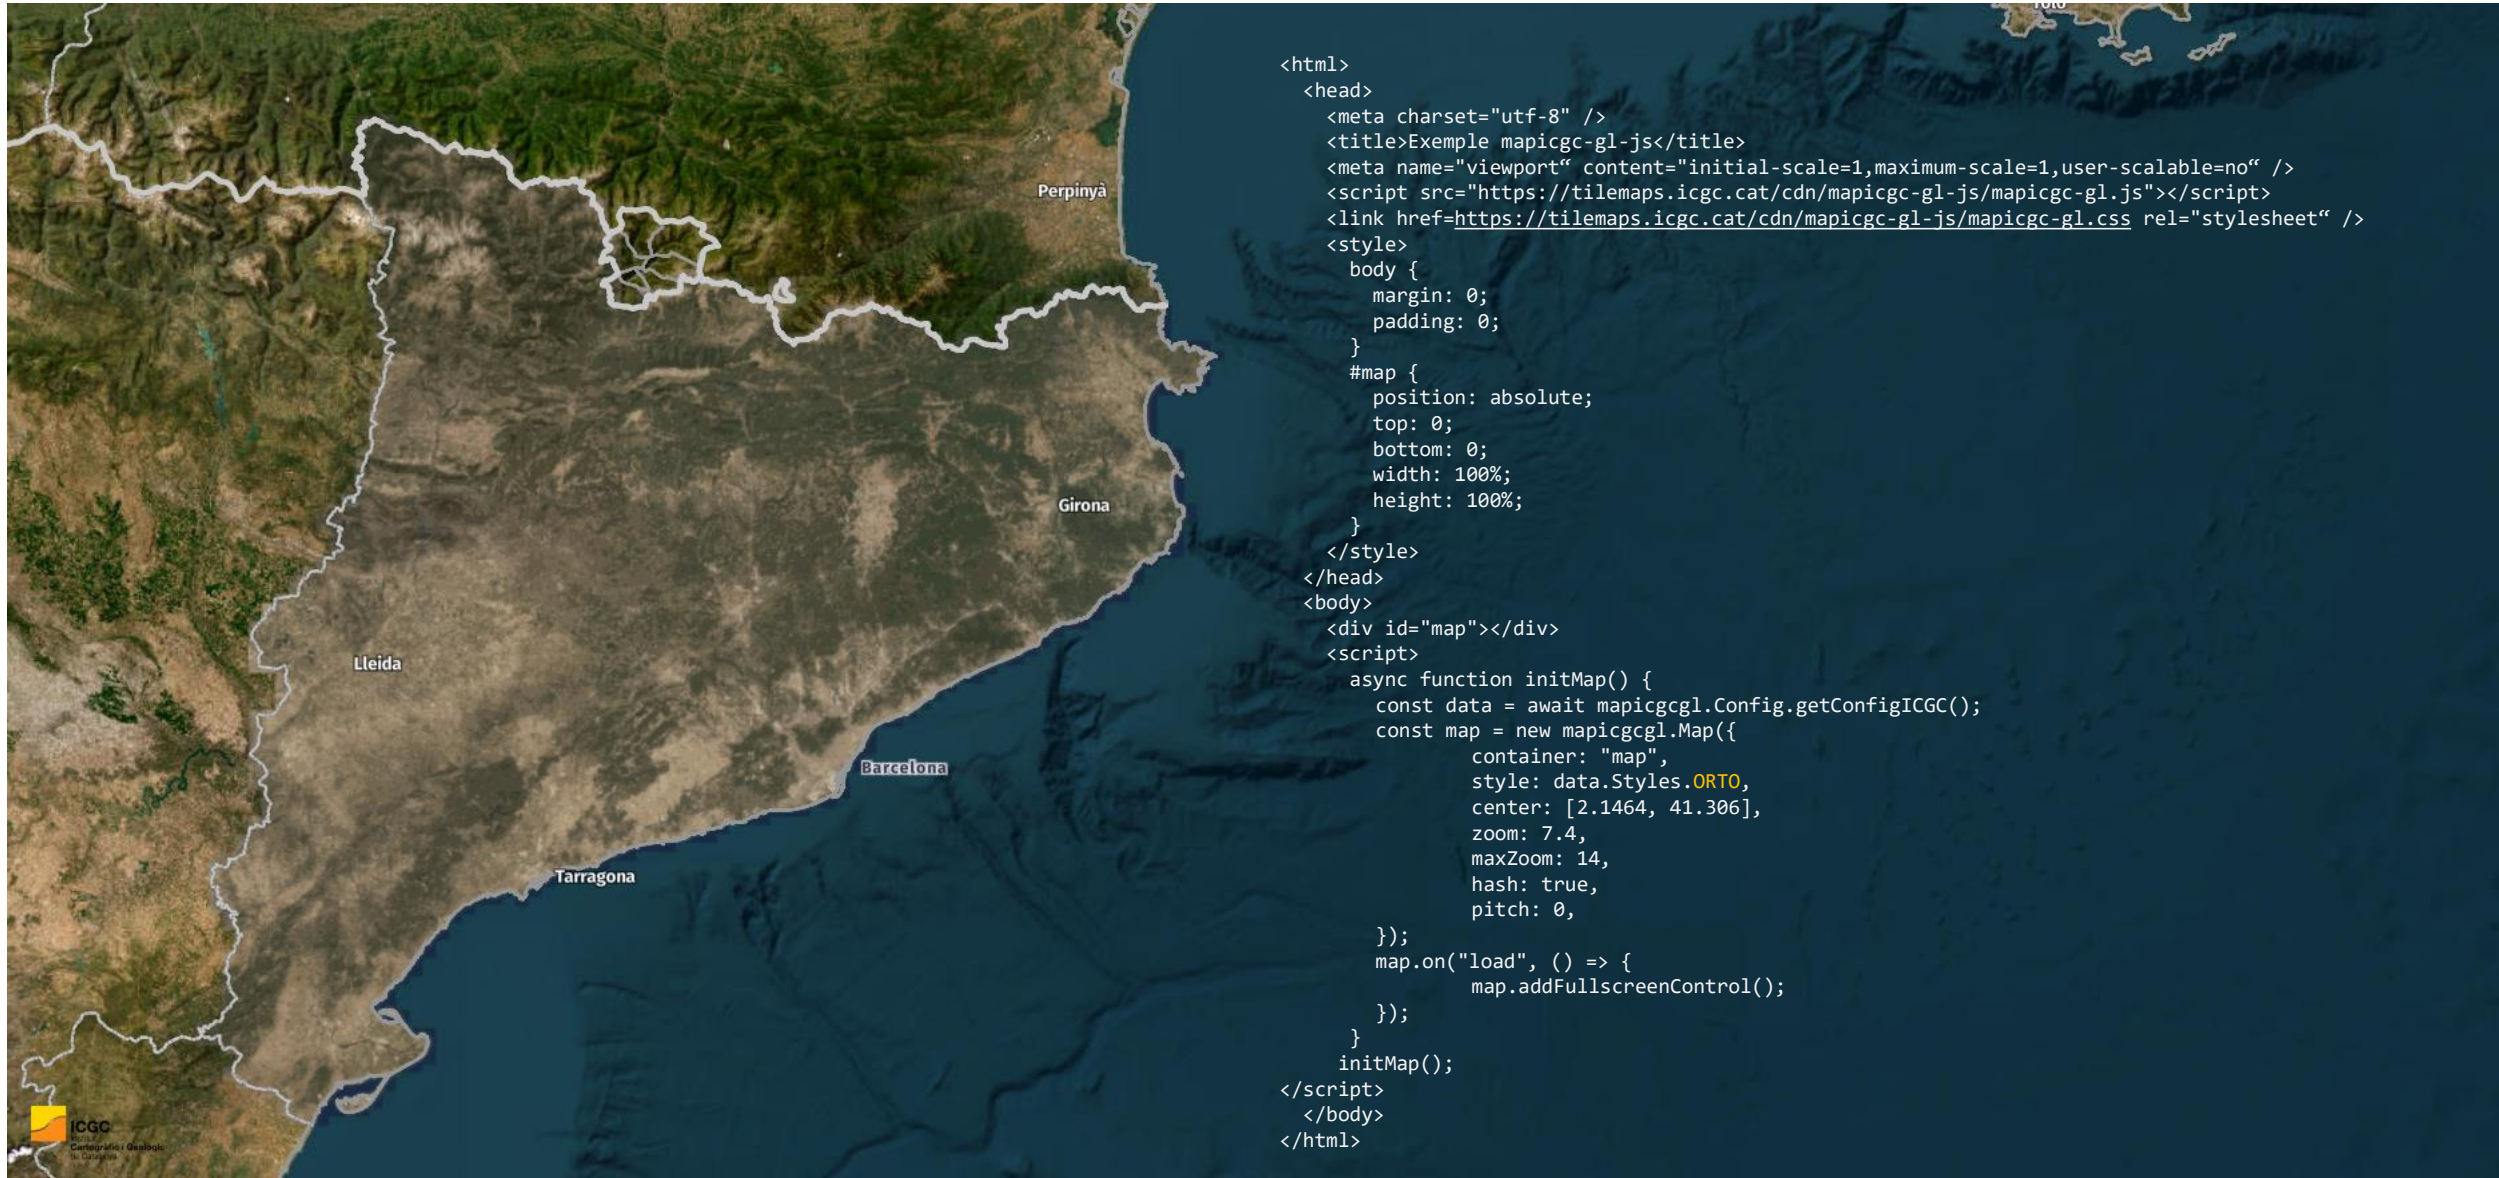 Toló
Perpinyà
Girona
Lleida
Barcelona
Tarragona
ICGC
Institut
Cartogràfic i Geològic
de Catalunya
<html>
<head>
<meta charset="utf-8" />
<title>Exemple mapicgc-gl-js</title>
<meta name="viewport“ content="initial-scale=1,maximum-scale=1,user-scalable=no“ />
<script src="https://tilemaps.icgc.cat/cdn/mapicgc-gl-js/mapicgc-gl.js"></script>
<link href=https://tilemaps.icgc.cat/cdn/mapicgc-gl-js/mapicgc-gl.css rel="stylesheet“ />
<style>
body {
margin: 0;
padding: 0;
}
#map {
position: absolute;
top: 0;
bottom: 0;
width: 100%;
height: 100%;
}
</style>
</head>
<body>
<div id="map"></div>
<script>
async function initMap() {
const data = await mapicgcgl.Config.getConfigICGC();
const map = new mapicgcgl.Map({
container: "map",
style: data.Styles.ORTO,
center: [2.1464, 41.306],
zoom: 7.4,
maxZoom: 14,
hash: true,
pitch: 0,
});
map.on("load", () => {
map.addFullscreenControl();
});
}
initMap();
</script>
</body>
</html>